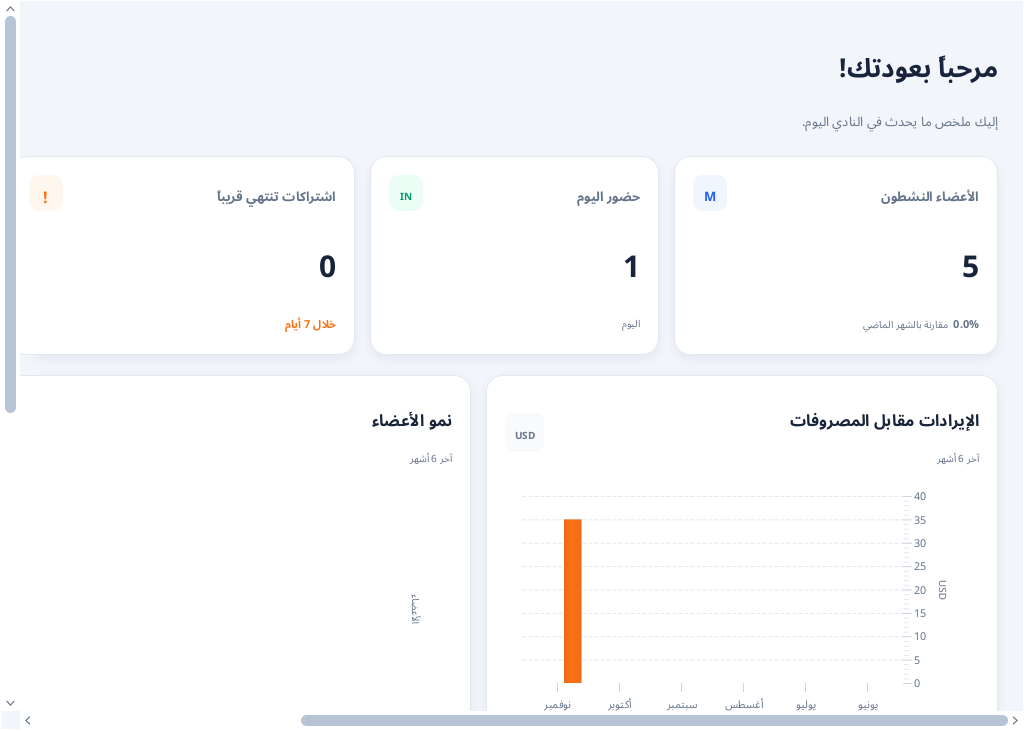 مرحباً بعودتك!
إليك ملخص ما يحدث في النادي اليوم.
الأعضاء النشطون
M
5
0.0% مقارنة بالشهر الماضي
حضور اليوم
IN
1
اليوم
اشتراكات تنتهي قريباً
!
0
خلال 7 أيام
الإيرادات مقابل المصروفات
آخر 6 أشهر
USD
40
35
30
25
20
15
10
5
0
USD
يونيو
يوليو
أغسطس
سبتمبر
أكتوبر
نوفمبر
نمو الأعضاء
آخر 6 أشهر
الأعضاء